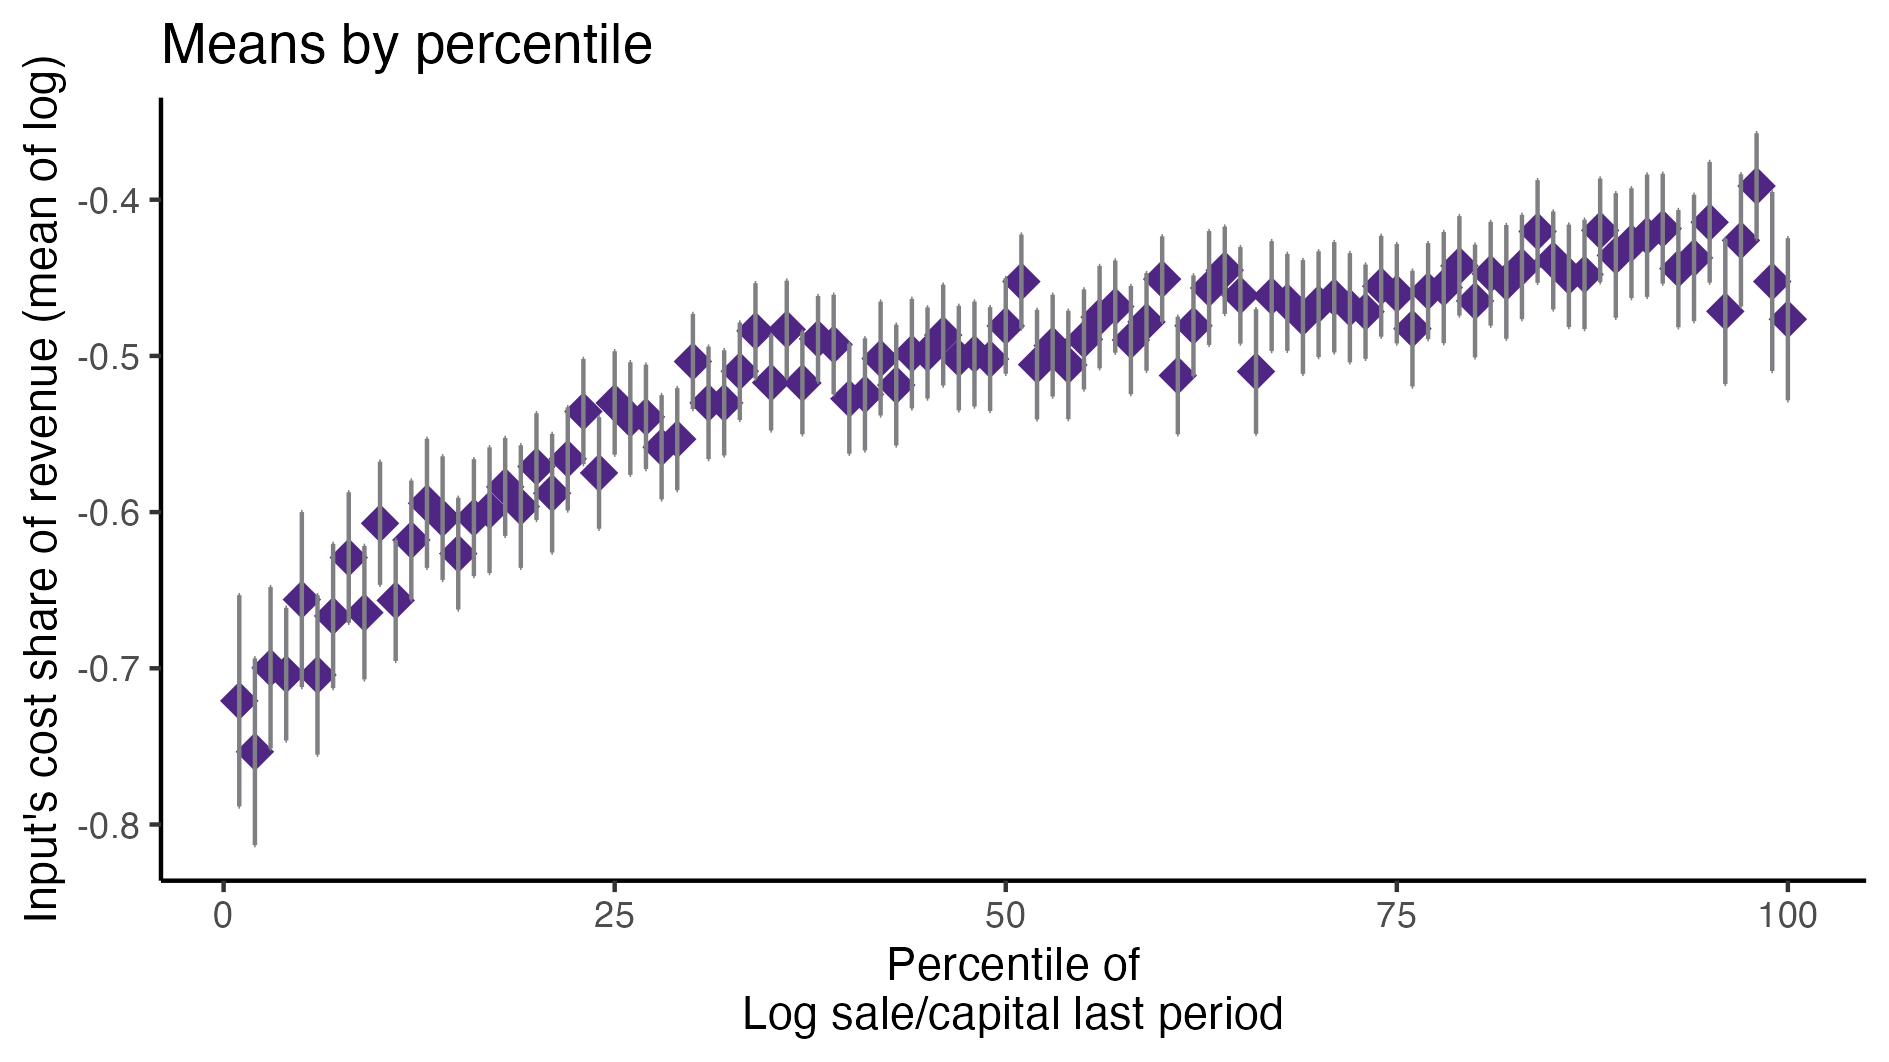 Means by percentile
Input's cost share of revenue (mean of log)
-0.4
-0.5
-0.6
-0.7
-0.8
0 25 50 75 100
Percentile of
Log sale/capital last period